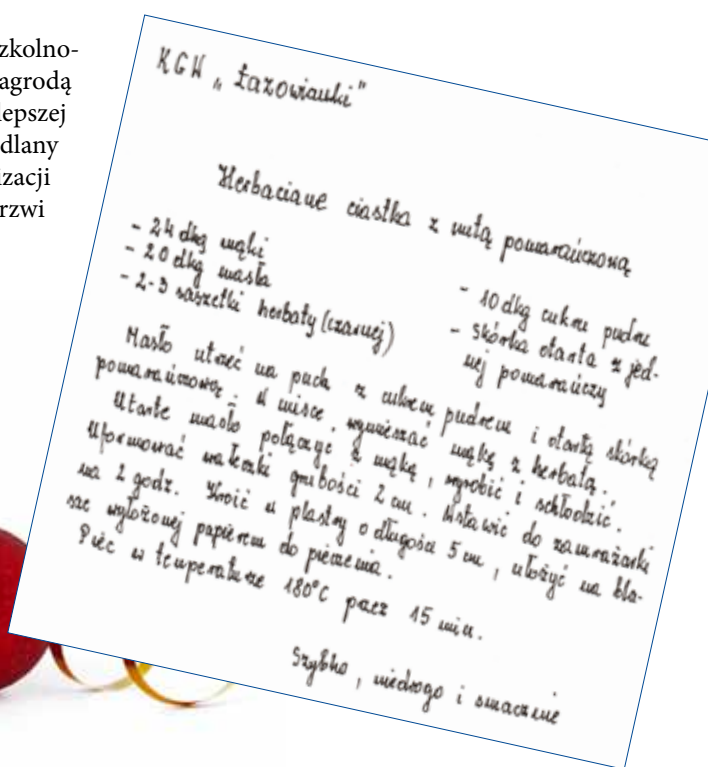 zkolno-
agrodą
lepszej
dlany
izacji
rzwi
KGW „Łazowianki”
Herbaciane ciastka z nutą pomarańczową
- 24 dkg mąki
- 20 dkg masła
- 2-3 saszetki herbaty (czarnej)
- 10 dkg cukru pudru
- skórka otarta z jed-
nej pomarańczy
Masło utrzeć na puch z cukrem pudrem i otartą skórką
pomarańczową. W misce wymieszać mąkę z herbatą.
Utarte masło połączyć z mąką, wyrobić i schłodzić.
Uformować wałeczki grubości 2 cm. Wstawić do zamrażarki
na 2 godz. Kroić w plastry o długości 5 cm, ułożyć na bla-
sze wyłożonej papierem do pieczenia.
Piec w temperaturze 180°C przez 15 min.
Szybko, niedrogo i smacznie